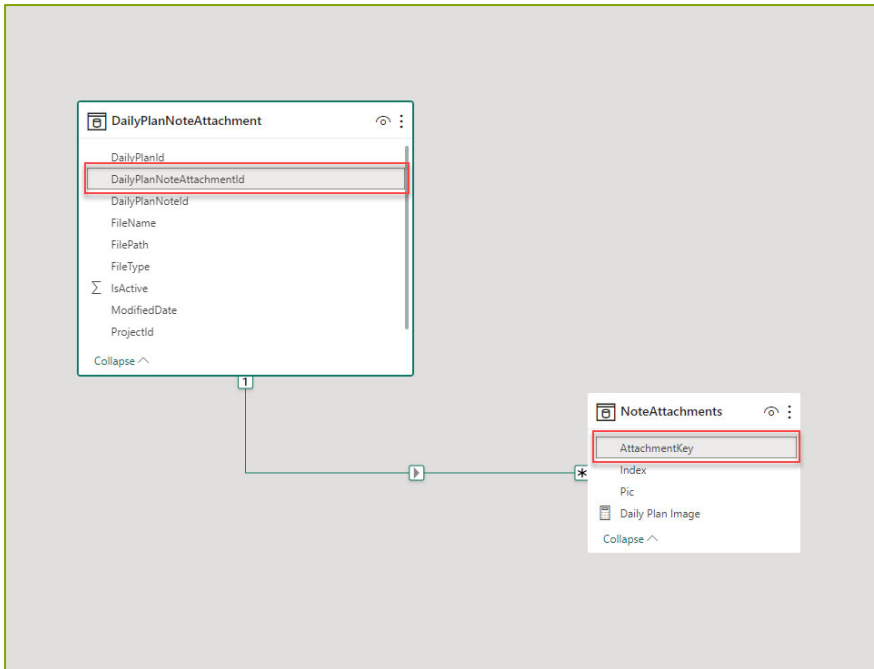 DailyPlanNoteAttachment
DailyPlanId
DailyPlanNoteAttachmentId
DailyPlanNoteId
FileName
FilePath
FileType
IsActive
ModifiedDate
ProjectId
Collapse
1
*
NoteAttachments
AttachmentKey
Index
Pic
Daily Plan Image
Collapse